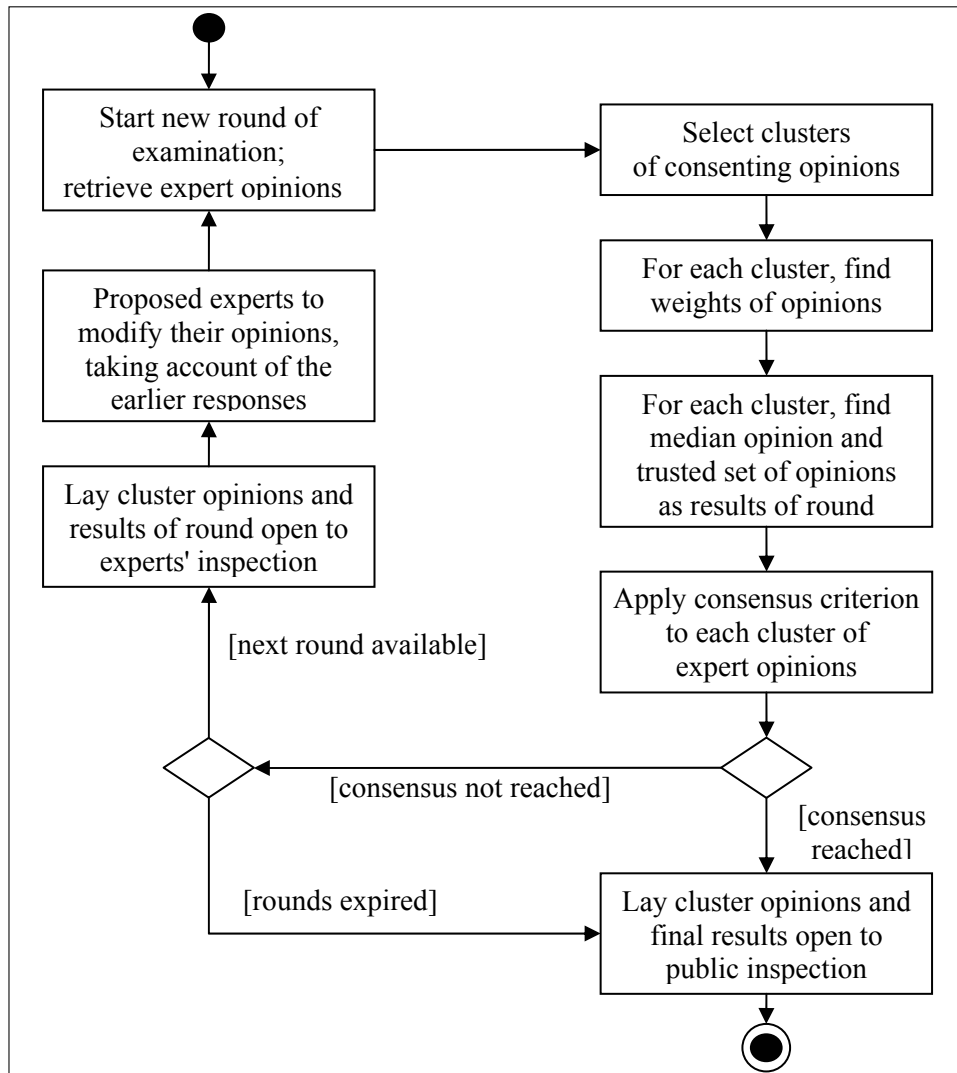 Start new round of
examination;
retrieve expert opinions
Select clusters
of consenting opinions
For each cluster, find
weights of opinions
Proposed experts to
modify their opinions,
taking account of the
earlier responses
For each cluster, find
median opinion and
trusted set of opinions
as results of round
Lay cluster opinions and
results of round open to
experts' inspection
Apply consensus criterion
to each cluster of
expert opinions
[next round available]
[consensus not reached]
[consensus
reached]
[rounds expired]
Lay cluster opinions and
final results open to
public inspection